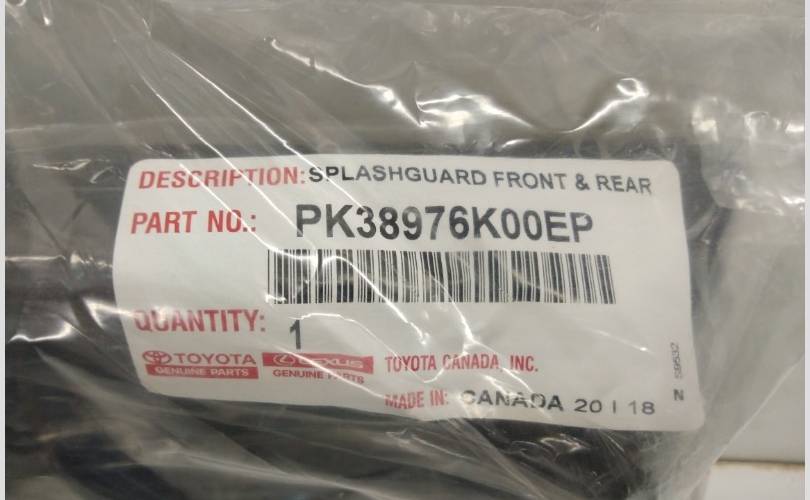 DESCRIPTION: SPLASHGUARD FRONT & REAR
PART NO.: PK38976K00EP
QUANTITY: 1
TOYOTA
GENUINE PARTS
LEXUS
GENUINE PARTS
TOYOTA CANADA, INC.
MADE IN: CANADA 20 I 18
N S9532